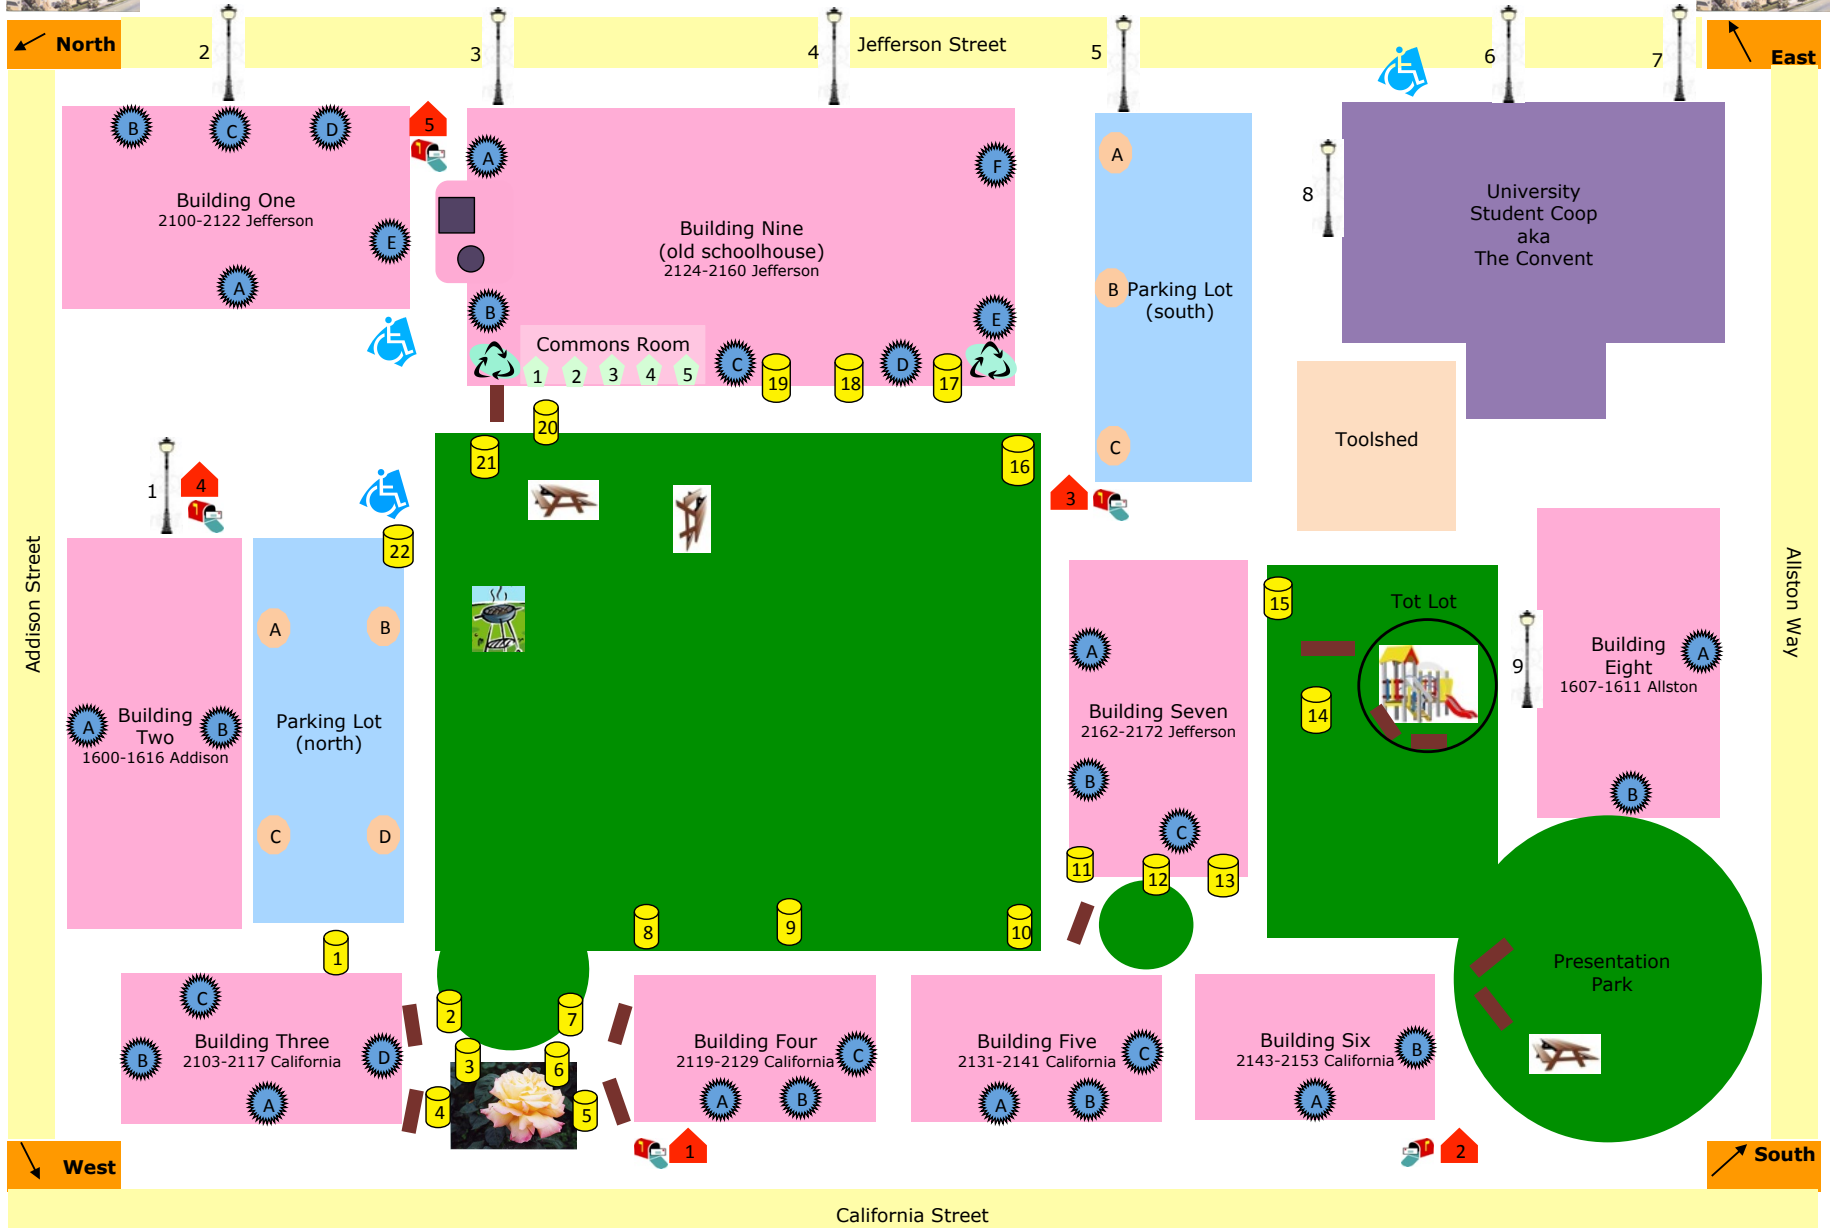 North
2
3
4
Jefferson Street
5
6
7
East
B
C
D
5
A
F
A
8
Building One
2100-2122 Jefferson
E
A
Building Nine
(old schoolhouse)
2124-2160 Jefferson
B
E
B
Parking Lot
(south)
University
Student Coop
aka
The Convent
Commons Room
1
2
3
4
5
C
19
18
D
17
20
21
16
C
Toolshed
1
4
3
22
Addison Street
Allston Way
A
B
C
D
Parking Lot
(north)
A
Building
Two
1600-1616 Addison
B
A
Building Seven
2162-2172 Jefferson
B
C
11
12
13
15
Tot Lot
14
9
Building
Eight
1607-1611 Allston
A
B
8
9
10
1
C
Building Three
2103-2117 California
B
D
A
2
7
3
6
4
5
Building Four
2119-2129 California
C
A
B
Building Five
2131-2141 California
C
A
B
Building Six
2143-2153 California
B
A
Presentation
Park
West
1
2
South
California Street